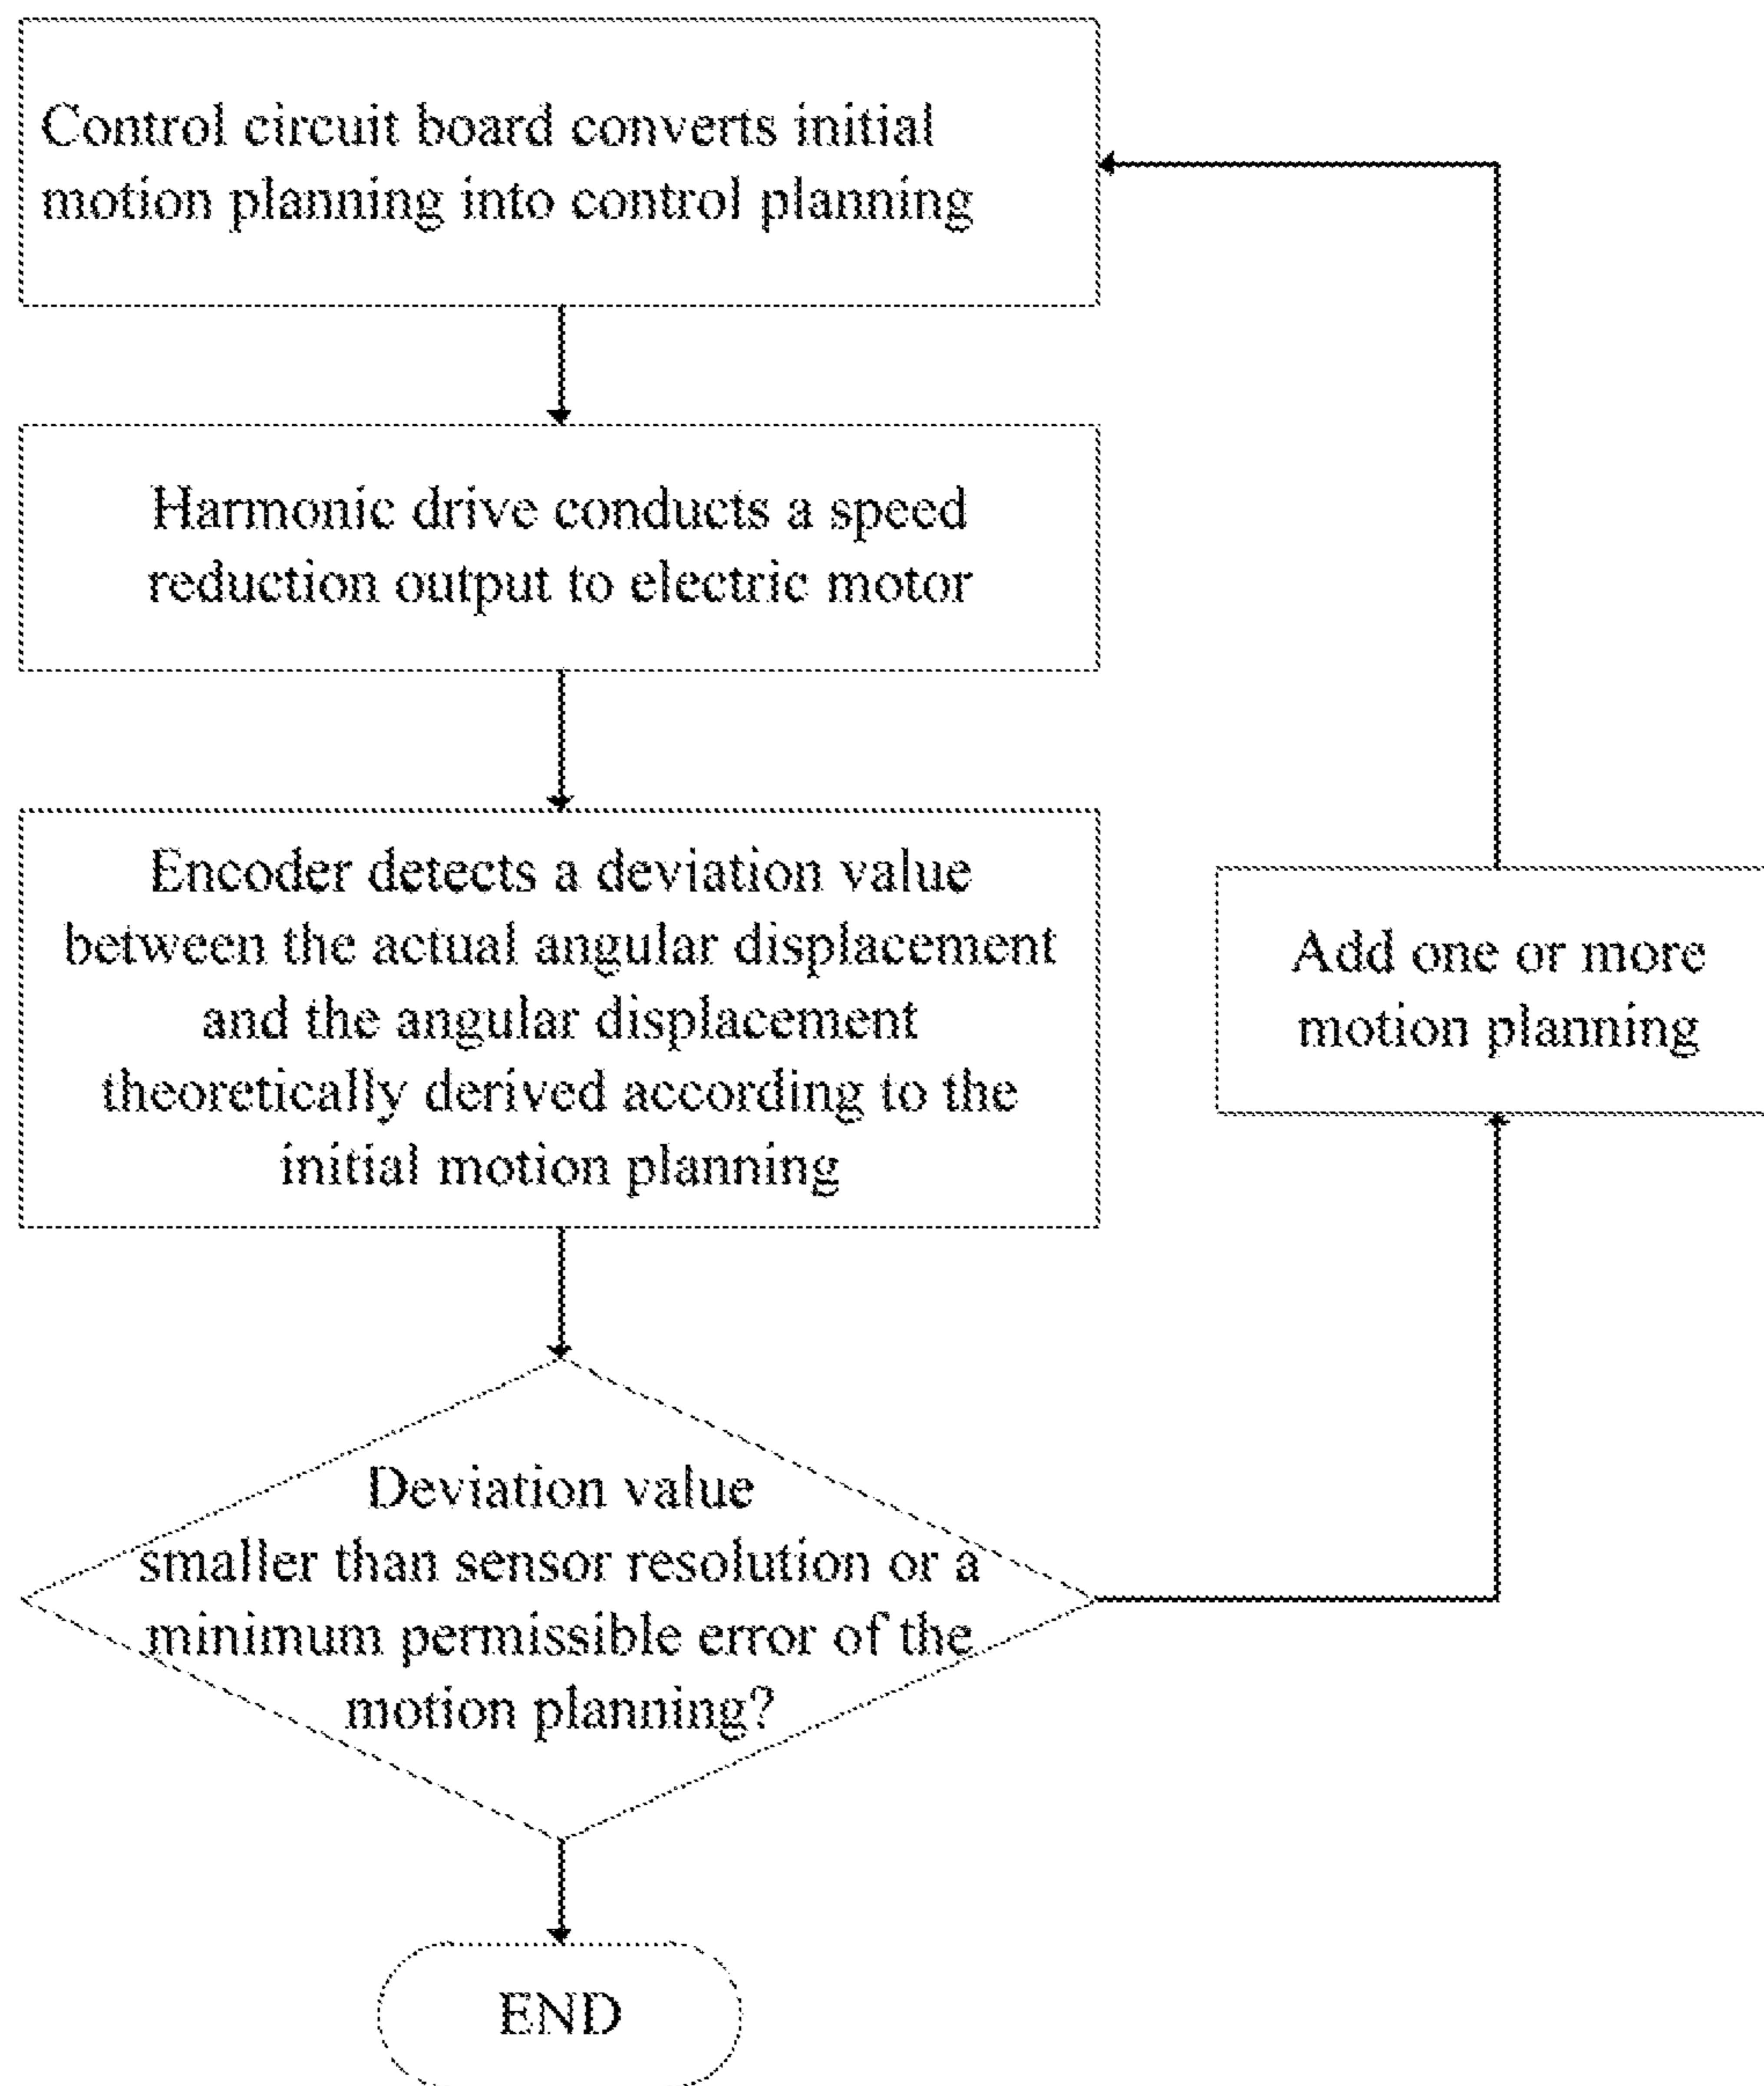 Control circuit board converts initial
motion planning into control planning
Harmonic drive conducts a speed
reduction output to electric motor
Encoder detects a deviation value
between the actual angular displacement
and the angular displacement
theoretically derived according to the
initial motion planning
Add one or more
motion planning
Deviation value
smaller than sensor resolution or a
minimum permissible error of the
motion planning?
END